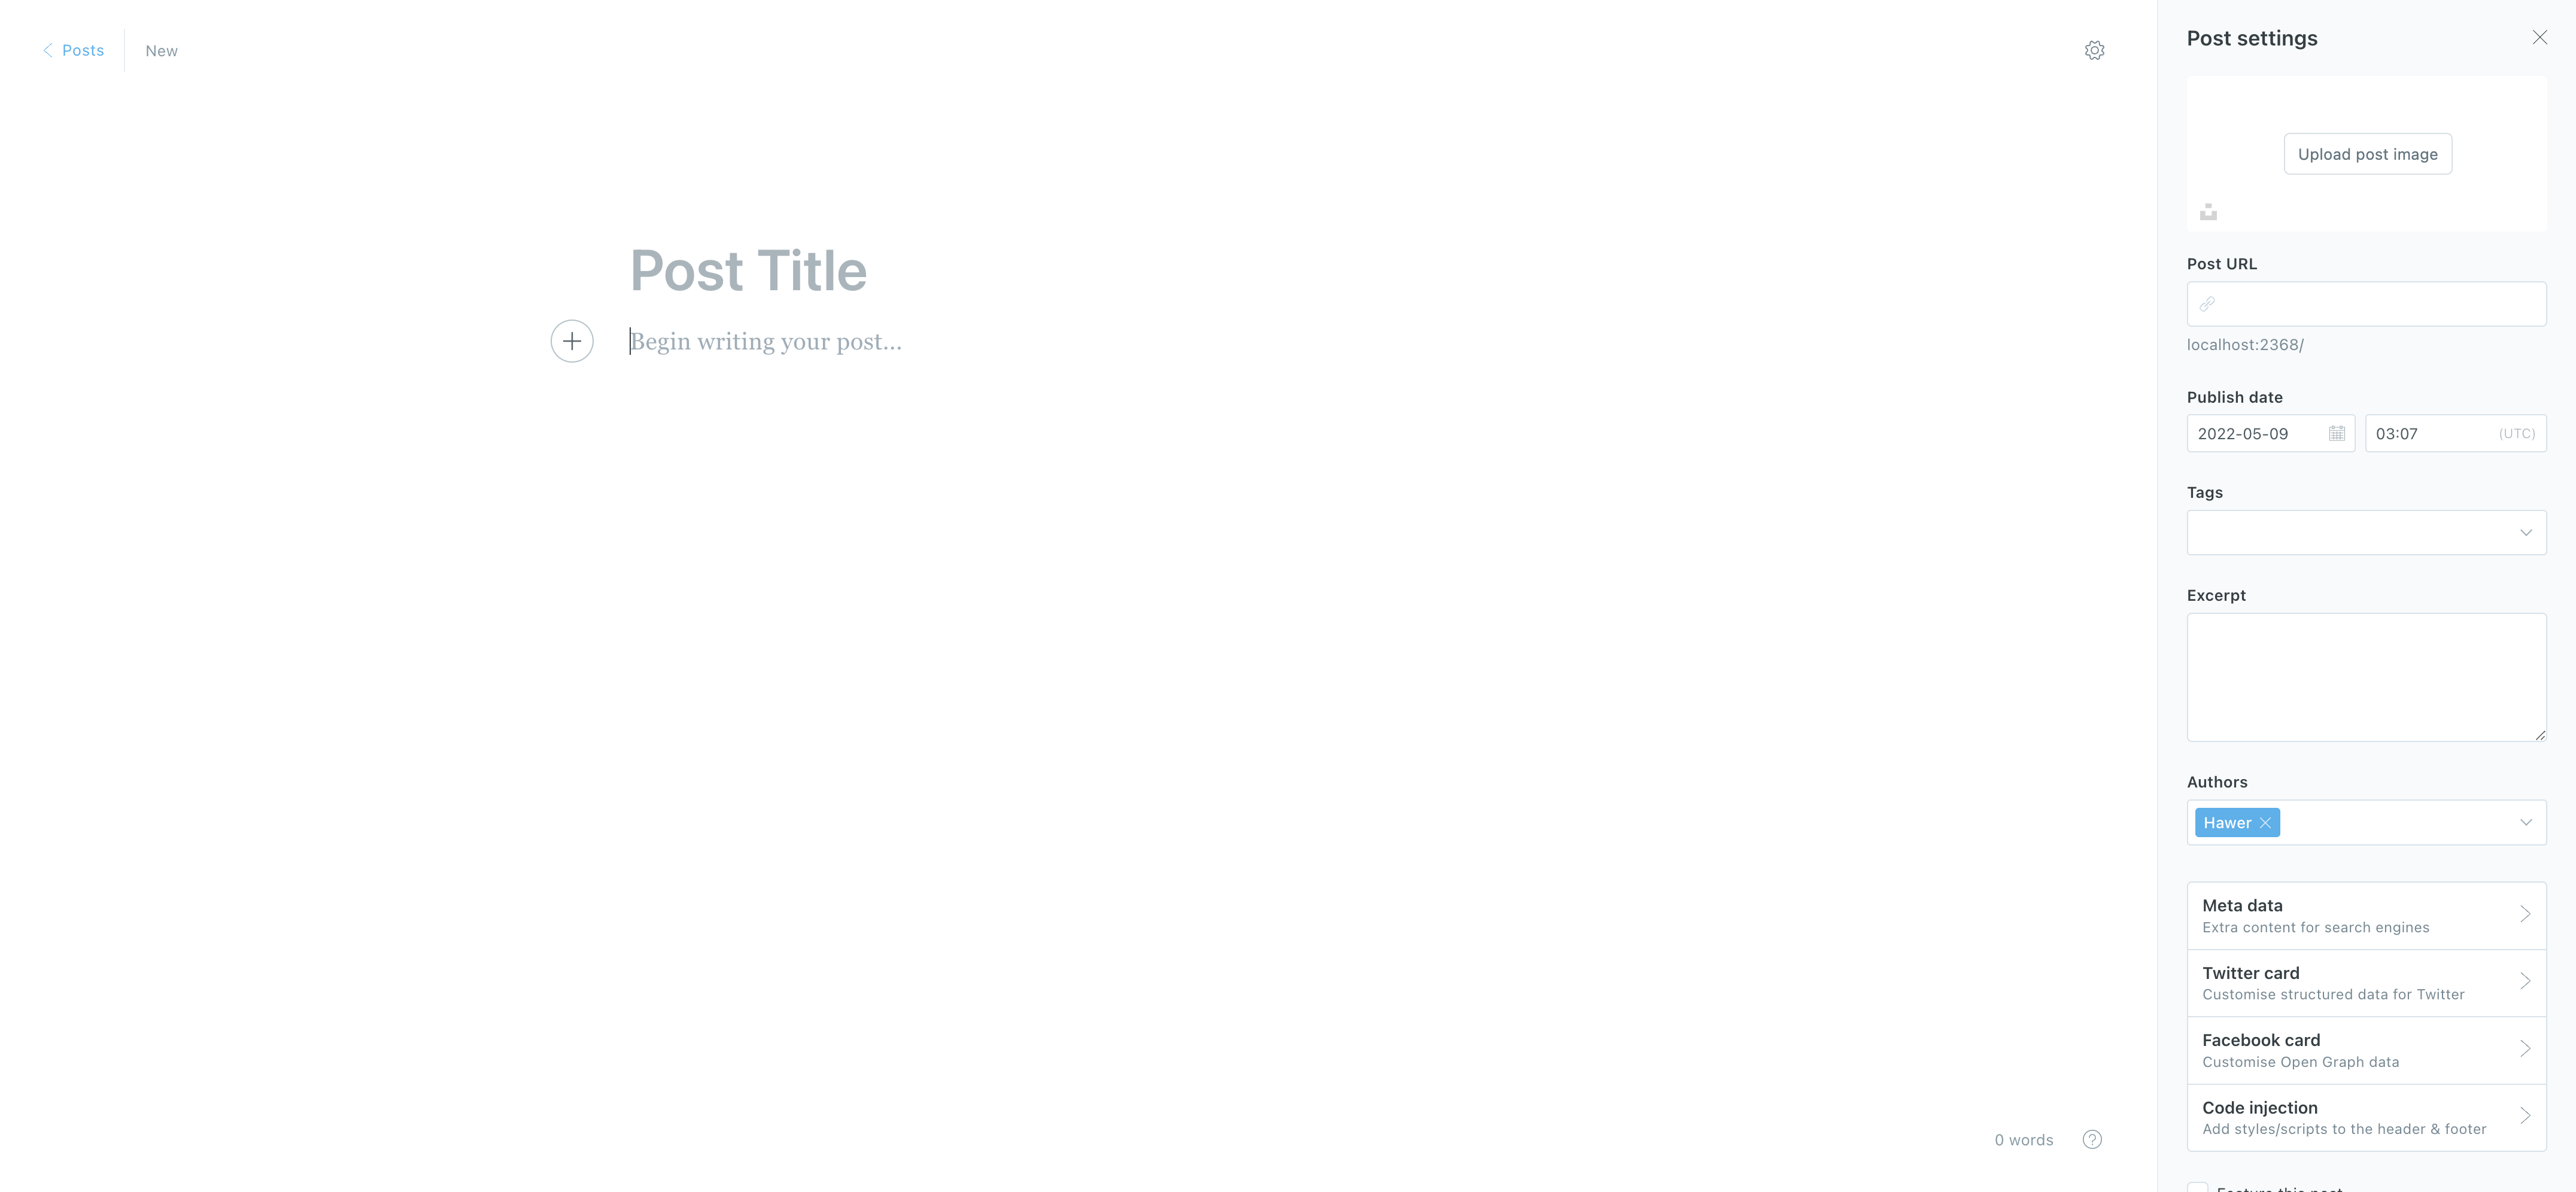 Posts
New
Post Title
Begin writing your post...
0 words
Post settings
Upload post image
Post URL
localhost:2368/
Publish date
2022-05-09
03:07 (UTC)
Tags
Excerpt
Authors
Hawer
Meta data
Extra content for search engines
Twitter card
Customise structured data for Twitter
Facebook card
Customise Open Graph data
Code injection
Add styles/scripts to the header & footer
Feature this post